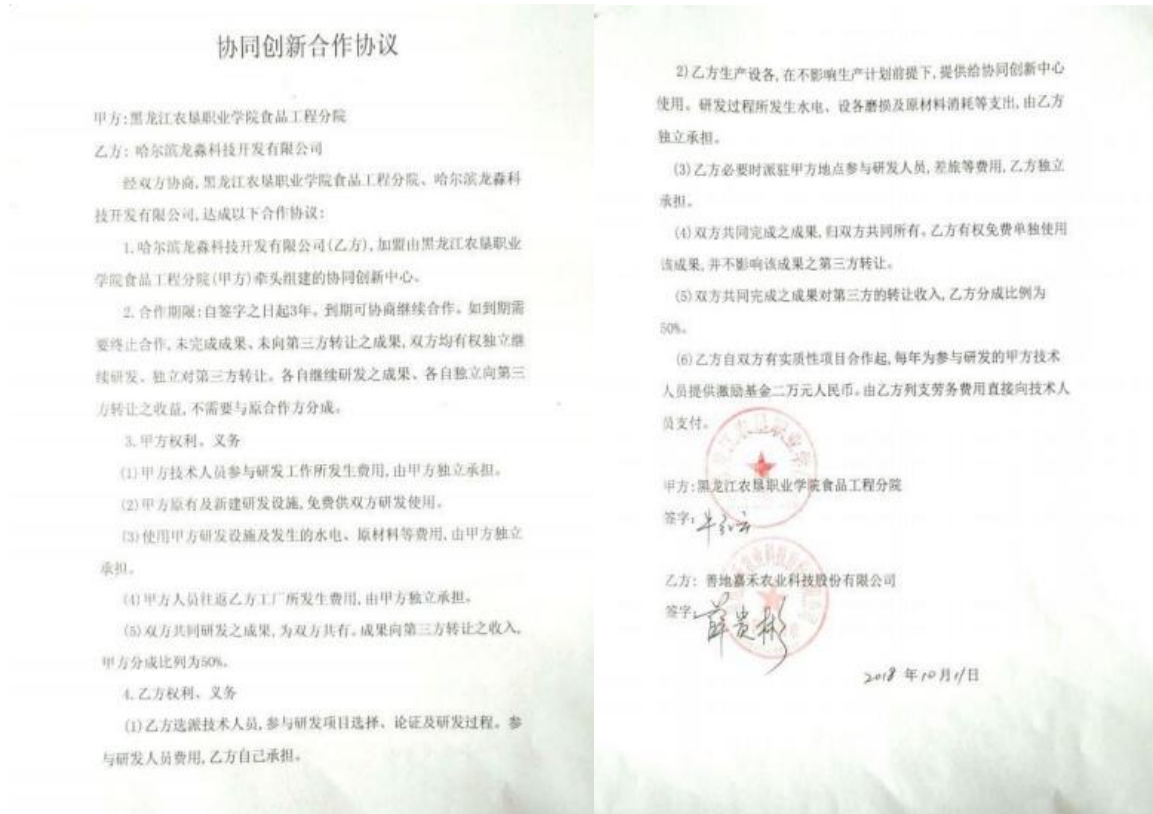 协同创新合作协议
甲方:黑龙江农垦职业学院食品工程分院
乙方: 哈尔滨龙淼科技开发有限公司
经双方协商,黑龙江农垦职业学院食品工程分院、哈尔滨龙淼科
技开发有限公司,达成以下合作协议:
1.哈尔滨龙淼科技开发有限公司(乙方),加盟由黑龙江农垦职业
学院食品工程分院(甲方)牵头组建的协同创新中心。
2.合作期限:自签字之日起3年。到期可协商继续合作。如到期需
要终止合作,未完成成果、未向第三方转让之成果,双方均有权独立继
续研发、独立对第三方转让。各自继续研发之成果、各自独立向第三
方转让之收益,不需要与原合作方分成。
3.甲方权利、义务
(1)甲方技术人员参与研发工作所发生费用,由甲方独立承担。
(2)甲方原有及新建研发设施,免费供双方研发使用。
(3)使用甲方研发设施及发生的水电、原材料等费用,由甲方独立
承担。
(4)甲方人员往返乙方工厂所发生费用,由甲方独立承担。
(5)双方共同研发之成果,为双方共有。成果向第三方转让之收入,
甲方分成比列为50%。
4.乙方权利、义务
(1)乙方选派技术人员,参与研发项目选择、论证及研发过程。参
与研发人员费用,乙方自己承担。
2)乙方生产设备,在不影响生产计划前提下,提供给协同创新中心
使用。研发过程所发生水电、设备磨损及原材料消耗等支出,由乙方
独立承担。
(3)乙方必要时派驻甲方地点参与研发人员,差旅等费用,乙方独立
承担。
(4)双方共同完成之成果,归双方共同所有。乙方有权免费单独使用
该成果,并不影响该成果之第三方转让。
(5)双方共同完成之成果对第三方的转让收入,乙方分成比例为
50%。
(6)乙方自双方有实质性项目合作起,每年为参与研发的甲方技术
人员提供激励基金二万元人民币。由乙方列支劳务费用直接向技术人
员支付。
甲方:黑龙江农垦职业学院食品工程分院
签字:
乙方: 善地嘉禾农业科技股份有限公司
签字: 薛贵彬
2018 年10月11日